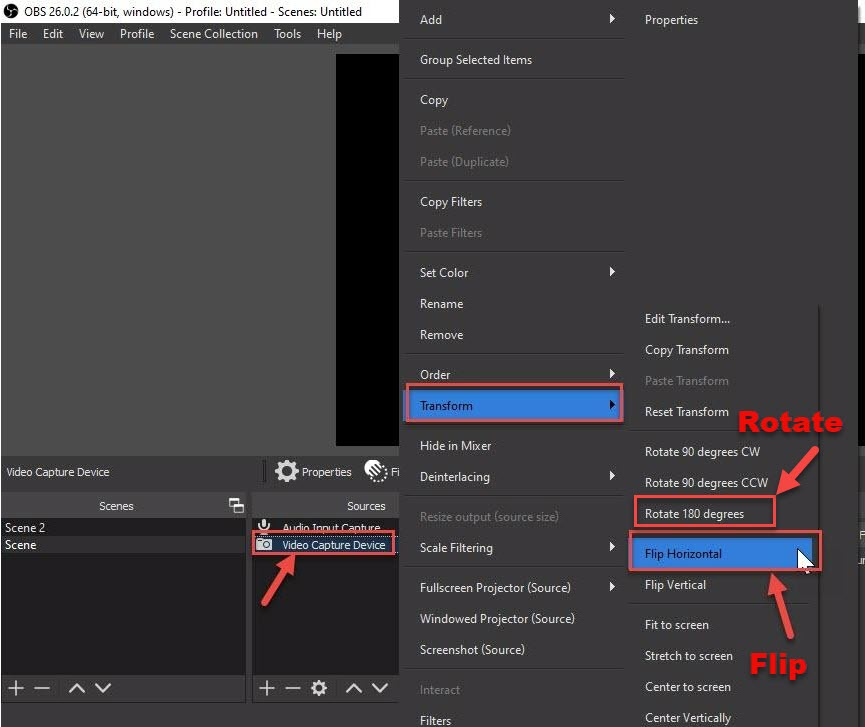 OBS 26.0.2 (64-bit, windows) - Profile: Untitled - Scenes: Untitled
File Edit View Profile Scene Collection Tools Help
Add
Group Selected Items
Copy
Paste (Reference)
Paste (Duplicate)
Copy Filters
Paste Filters
Set Color
Rename
Remove
Order
Transform
Hide in Mixer
Deinterlacing
Resize output (source size)
Scale Filtering
Fullscreen Projector (Source)
Windowed Projector (Source)
Screenshot (Source)
Interact
Filters
Properties
Edit Transform...
Copy Transform
Paste Transform
Reset Transform
Rotate
Rotate 90 degrees CW
Rotate 90 degrees CCW
Rotate 180 degrees
Flip Horizontal
Flip Vertical
Flip
Fit to screen
Stretch to screen
Center to screen
Center Vertically
Video Capture Device
Properties
Fi
Scenes
Scene 2
Scene
Sources
Audio Input Capture
Video Capture Device